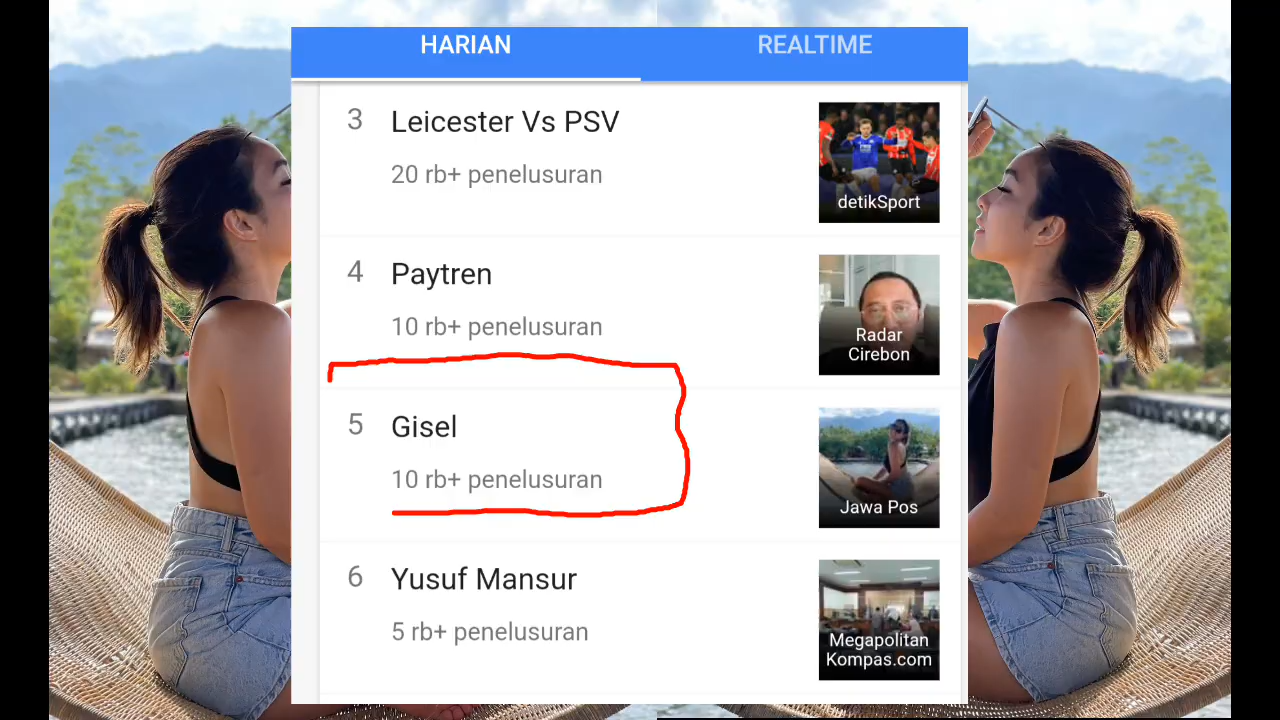 HARIAN
REALTIME
3
Leicester Vs PSV
20 rb+ penelusuran
detikSport
4
Paytren
10 rb+ penelusuran
Radar
Cirebon
5
Gisel
10 rb+ penelusuran
Jawa Pos
6
Yusuf Mansur
5 rb+ penelusuran
Megapolitan
Kompas.com